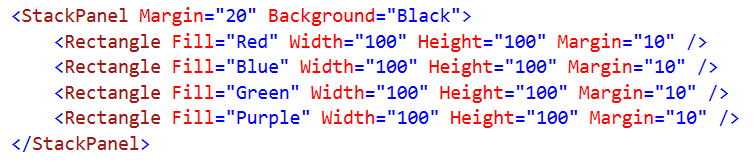 <StackPanel Margin="20" Background="Black">
    <Rectangle Fill="Red" Width="100" Height="100" Margin="10" />
    <Rectangle Fill="Blue" Width="100" Height="100" Margin="10" />
    <Rectangle Fill="Green" Width="100" Height="100" Margin="10" />
    <Rectangle Fill="Purple" Width="100" Height="100" Margin="10" />
</StackPanel>